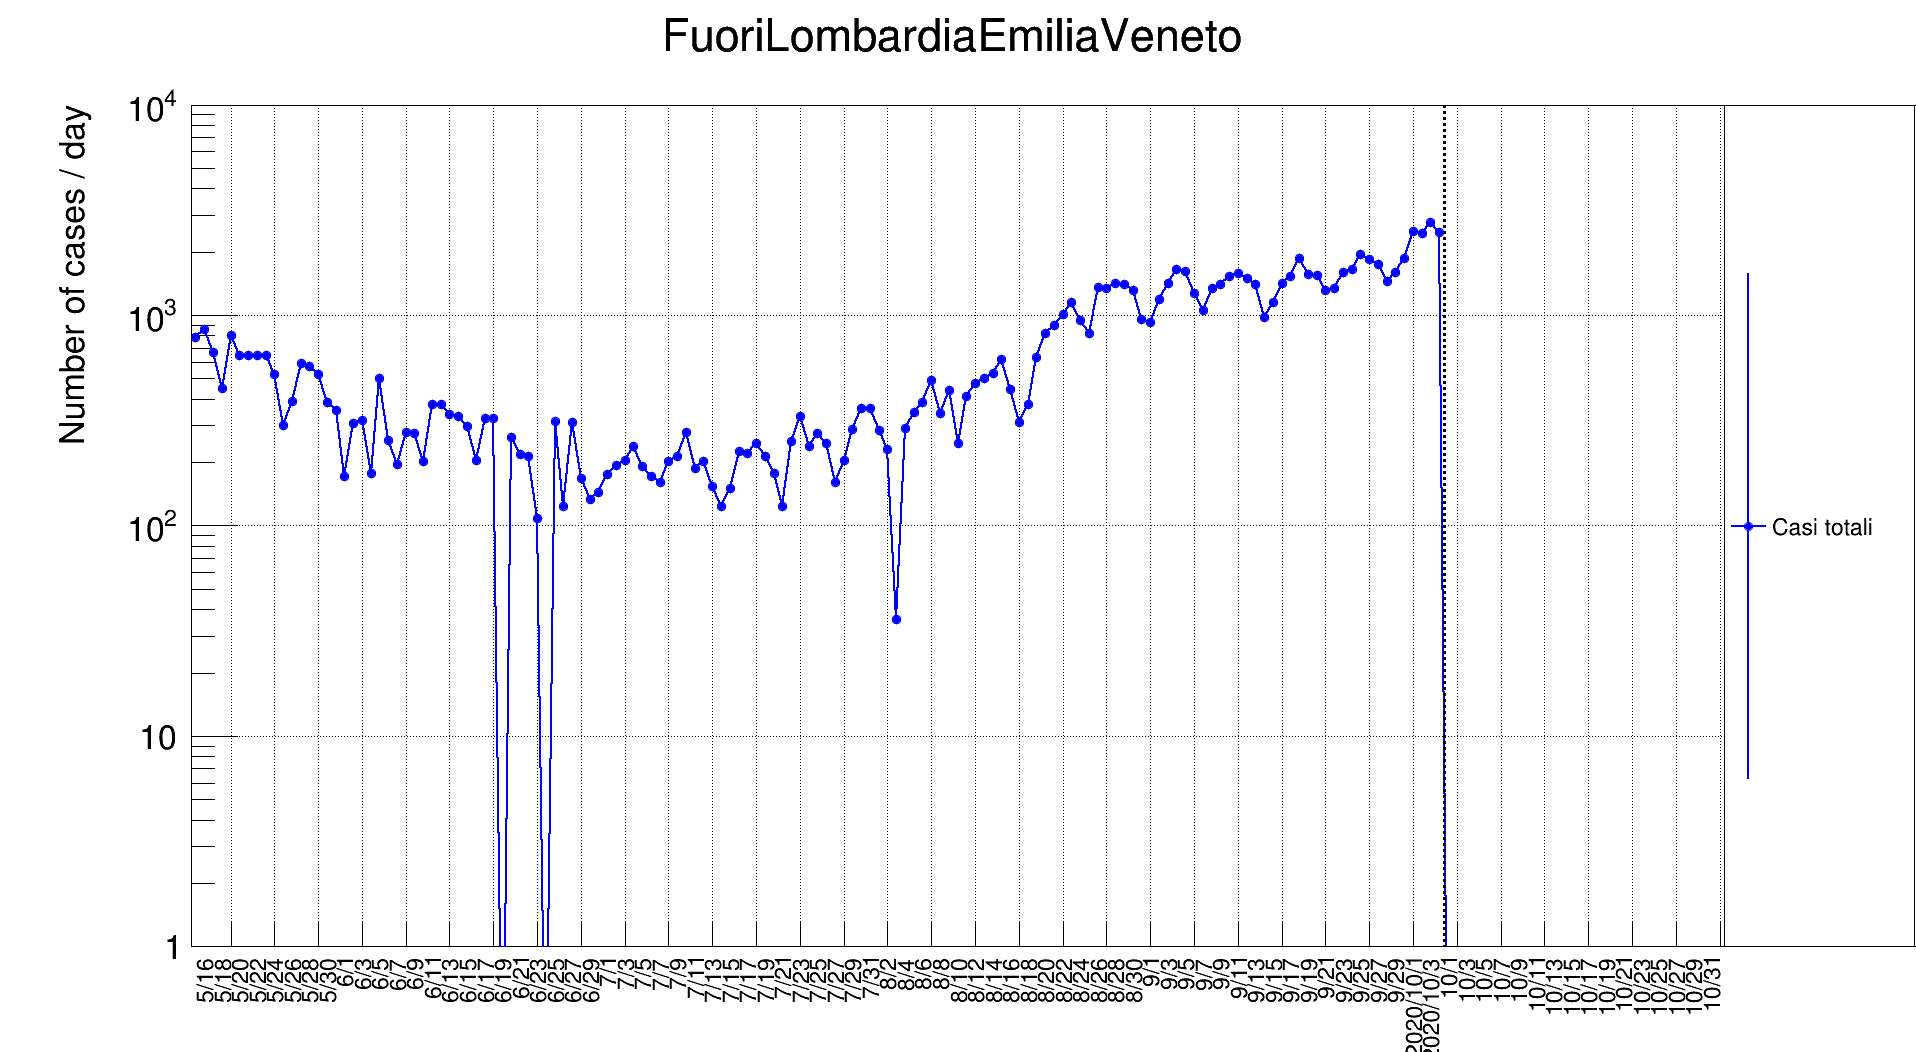 FuoriLombardiaEmiliaVeneto
Number of cases / day
10^4
10^3
10^2
10
1
5/16 5/18 5/20 5/22 5/24 5/26 5/28 5/30 6/1 6/3 6/5 6/7 6/9 6/11 6/13 6/15 6/17 6/19 6/21 6/23 6/25 6/27 6/29 7/1 7/3 7/5 7/7 7/9 7/11 7/13 7/15 7/17 7/19 7/21 7/23 7/25 7/27 7/29 7/31 8/2 8/4 8/6 8/8 8/10 8/12 8/14 8/16 8/18 8/20 8/22 8/24 8/26 8/28 8/30 9/1 9/3 9/5 9/7 9/9 9/11 9/13 9/15 9/17 9/19 9/21 9/23 9/25 9/27 9/29 2020/10/1 2020/10/3 10/1 10/3 10/5 10/7 10/9 10/11 10/13 10/15 10/17 10/19 10/21 10/23 10/25 10/27 10/29 10/31
Casi totali